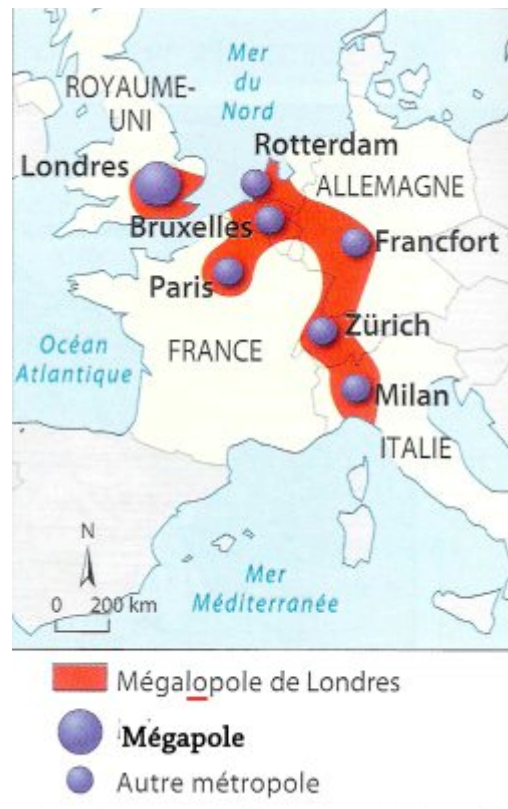 Mer
du
Nord
ROYAUME-
UNI
Londres
Rotterdam
ALLEMAGNE
Bruxelles
Francfort
Paris
Zürich
Océan
Atlantique
FRANCE
Milan
ITALIE
N
0 200 km
Mer
Méditerranée
Mégalopole de Londres
Mégapole
Autre métropole